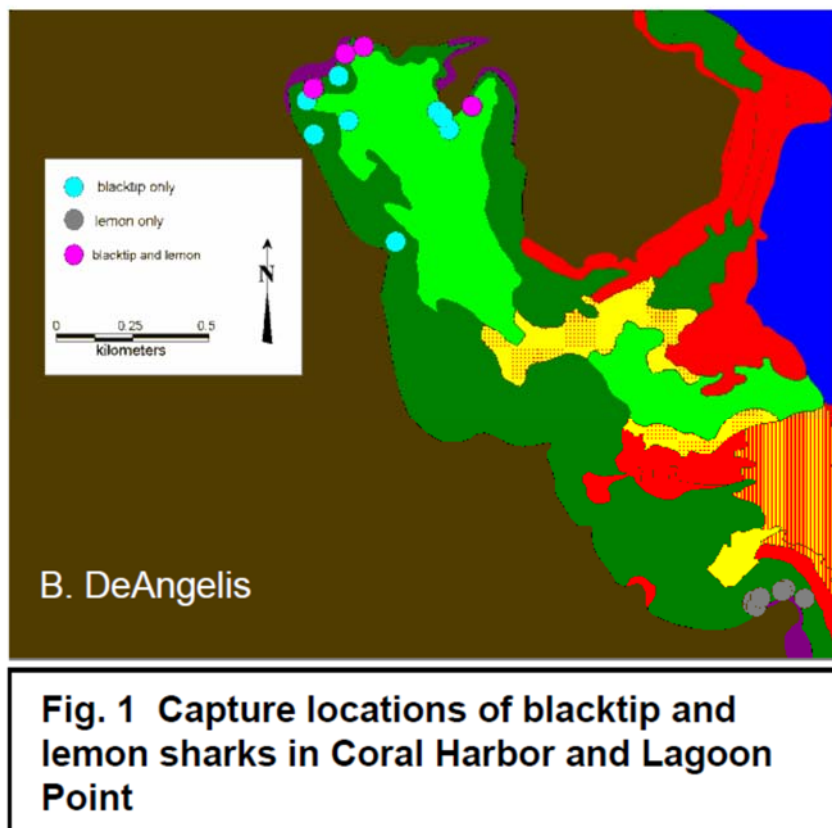 blacktip only
lemon only
blacktip and lemon
N
0 0.25 0.5
kilometers
B. DeAngelis
Fig. 1 Capture locations of blacktip and
lemon sharks in Coral Harbor and Lagoon
Point